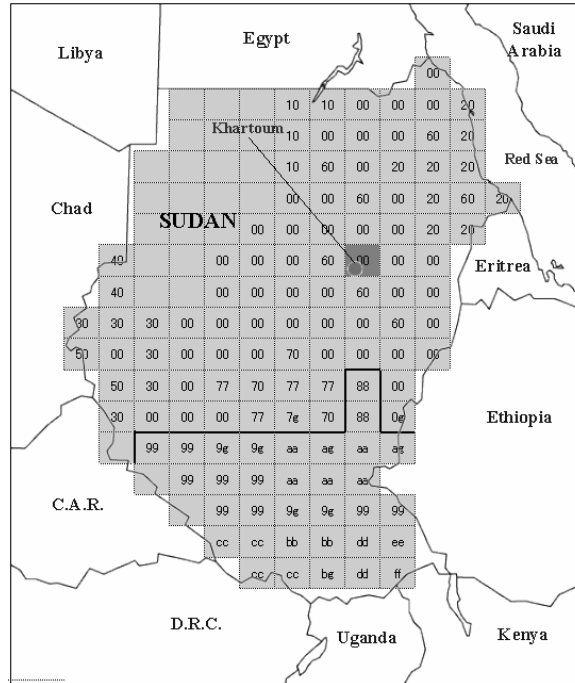 Libya
Egypt
Saudi
Arabia
00
10 10 00 00 00 20
Khartoum
10 00 00 00 60 20
10 60 00 20 20 20
Red Sea
00 00 60 00 20 60 20
Chad
SUDAN
00 00 00 00 00 20 20
40 00 00 00 60 00 00 00
Eritrea
40 00 00 00 00 60 00 00
30 30 30 00 00 00 00 00 00 60 00
50 00 30 00 00 00 70 00 00 00 00
50 30 00 77 70 77 77 88 00
30 00 00 00 77 7g 70 88 0g
Ethiopia
99 99 9g 9g aa ag aa ag
99 99 99 aa aa aa
C.A.R.
99 99 9g 9g 99 99
cc cc bb bb dd ee
cc cc bg dd ff
D.R.C.
Uganda
Kenya